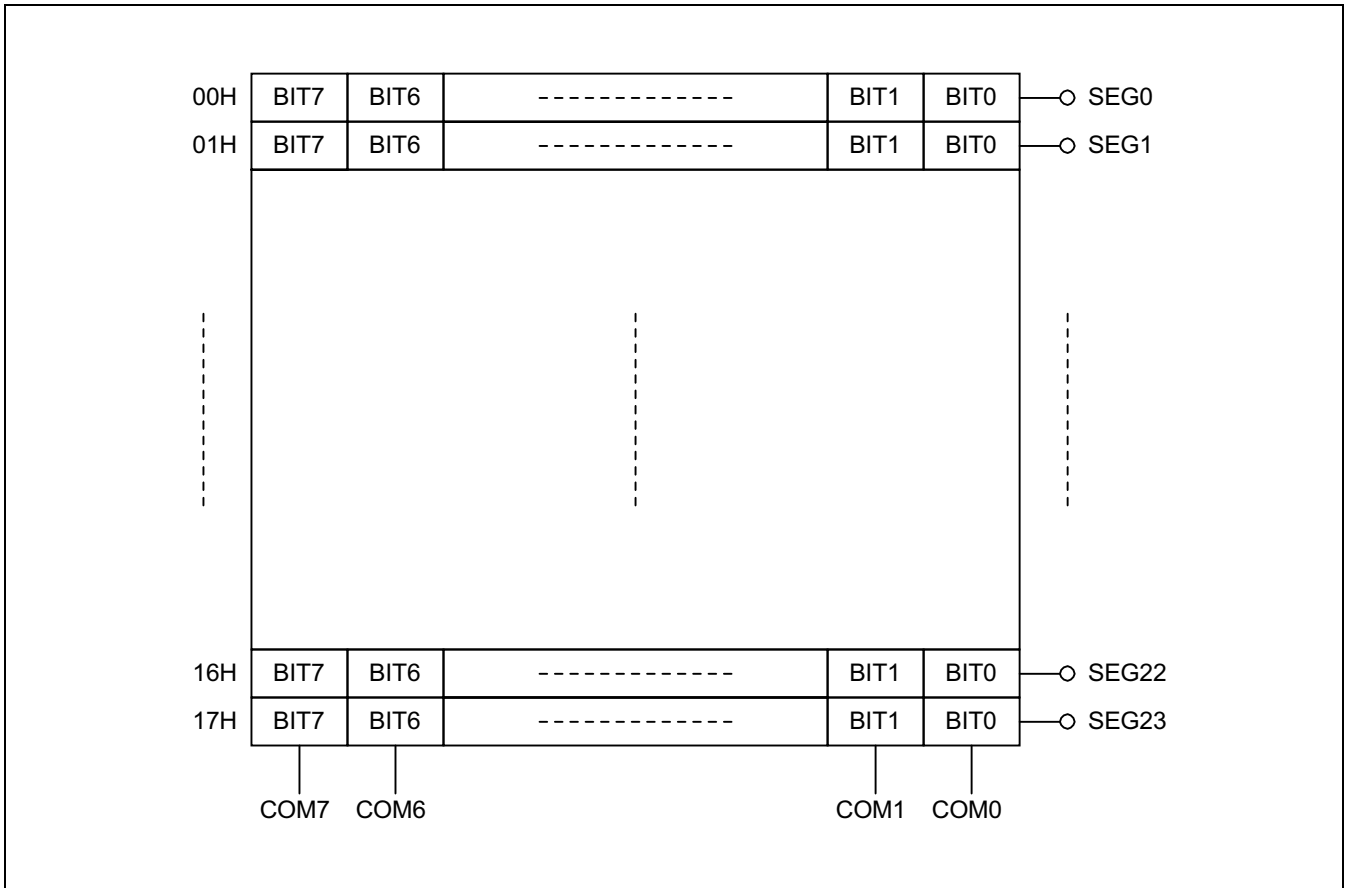 00H BIT7 BIT6 BIT1 BIT0 SEG0
01H BIT7 BIT6 BIT1 BIT0 SEG1
16H BIT7 BIT6 BIT1 BIT0 SEG22
17H BIT7 BIT6 BIT1 BIT0 SEG23
COM7 COM6 COM1 COM0